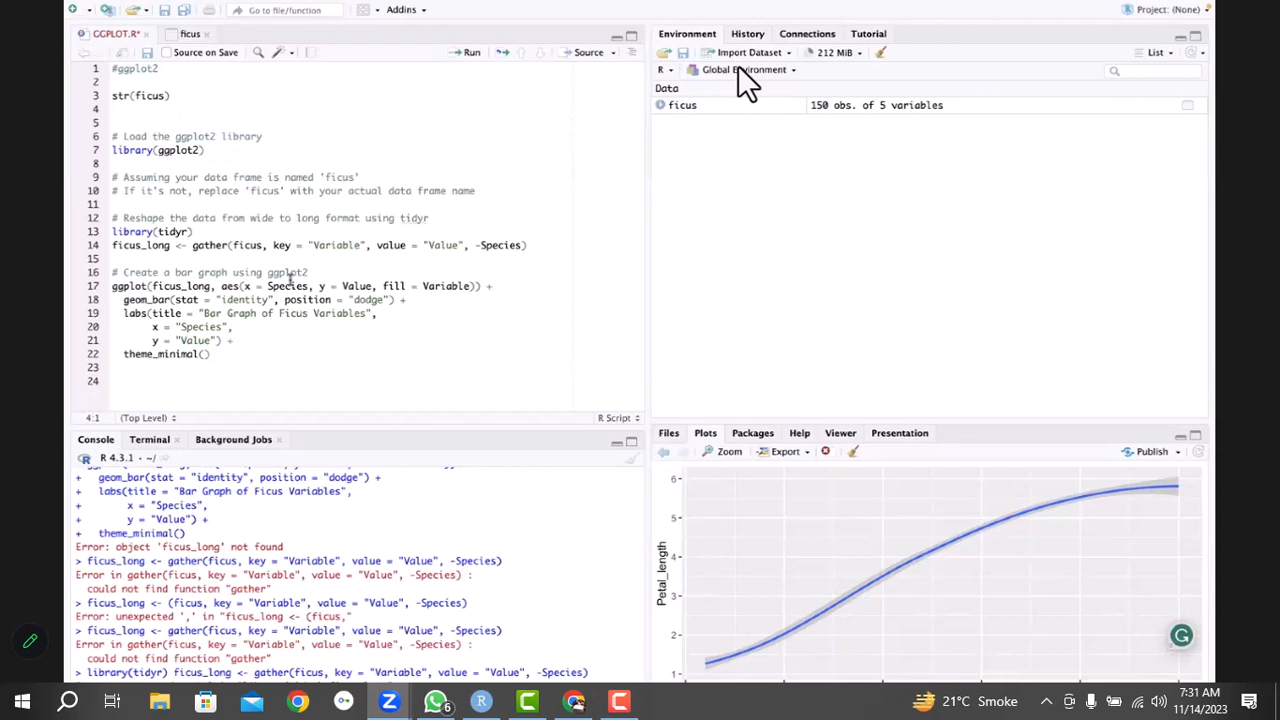 Go to file/function
Addins
Project: (None)
GGPLOT.R*
ficus
Source on Save
Run
Source
1 #ggplot2
2
3 str(ficus)
4
5
6 # Load the ggplot2 library
7 library(ggplot2)
8
9 # Assuming your data frame is named 'ficus'
10 # If it's not, replace 'ficus' with your actual data frame name
11
12 # Reshape the data from wide to long format using tidyr
13 library(tidyr)
14 ficus_long <- gather(ficus, key = "Variable", value = "Value", -Species)
15
16 # Create a bar graph using ggplot2
17 ggplot(ficus_long, aes(x = Species, y = Value, fill = Variable)) +
18 geom_bar(stat = "identity", position = "dodge") +
19 labs(title = "Bar Graph of Ficus Variables",
20 x = "Species",
21 y = "Value") +
22 theme_minimal()
23
24
4:1 (Top Level)
R Script
Console Terminal Background Jobs
R 4.3.1 · ~/
+ geom_bar(stat = "identity", position = "dodge") +
+ labs(title = "Bar Graph of Ficus Variables",
+ x = "Species",
+ y = "Value") +
+ theme_minimal()
Error: object 'ficus_long' not found
> ficus_long <- gather(ficus, key = "Variable", value = "Value", -Species)
Error in gather(ficus, key = "Variable", value = "Value", -Species) :
could not find function "gather"
> ficus_long <- (ficus, key = "Variable", value = "Value", -Species)
Error: unexpected ',' in "ficus_long <- (ficus,"
> ficus_long <- gather(ficus, key = "Variable", value = "Value", -Species)
Error in gather(ficus, key = "Variable", value = "Value", -Species) :
could not find function "gather"
> library(tidyr) ficus_long <- gather(ficus, key = "Variable", value = "Value", -Species)
Environment History Connections Tutorial
Import Dataset 212 MiB
List
R Global Environment
Data
ficus 150 obs. of 5 variables
Files Plots Packages Help Viewer Presentation
Zoom Export
Publish
6
5
4
3
2
1
Petal_length
6
21°C Smoke
7:31 AM
11/14/2023